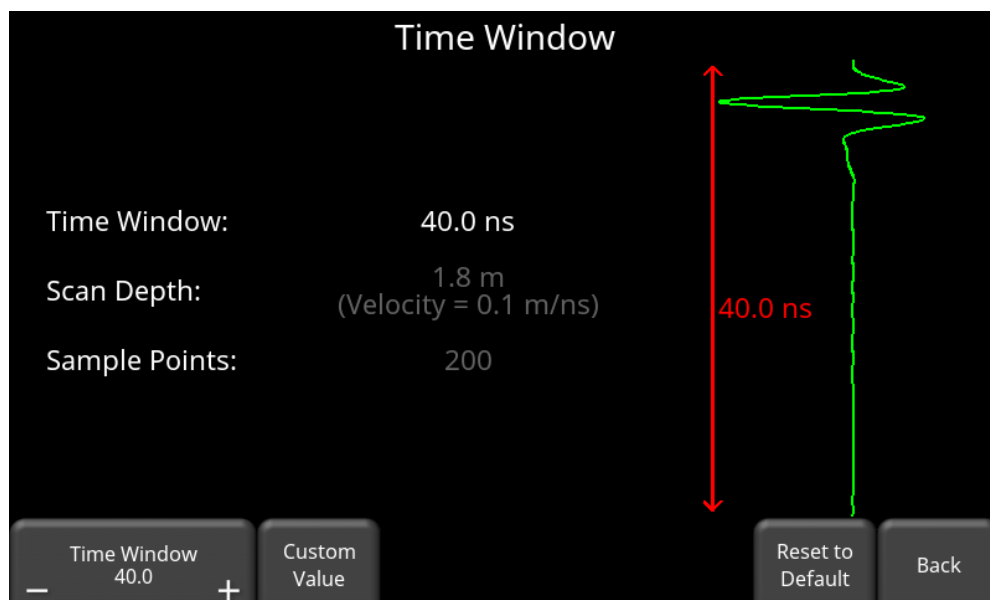 Time Window
Time Window:
40.0 ns
Scan Depth:
1.8 m
(Velocity = 0.1 m/ns)
40.0 ns
Sample Points:
200
Time Window
40.0
− +
Custom
Value
Reset to
Default
Back